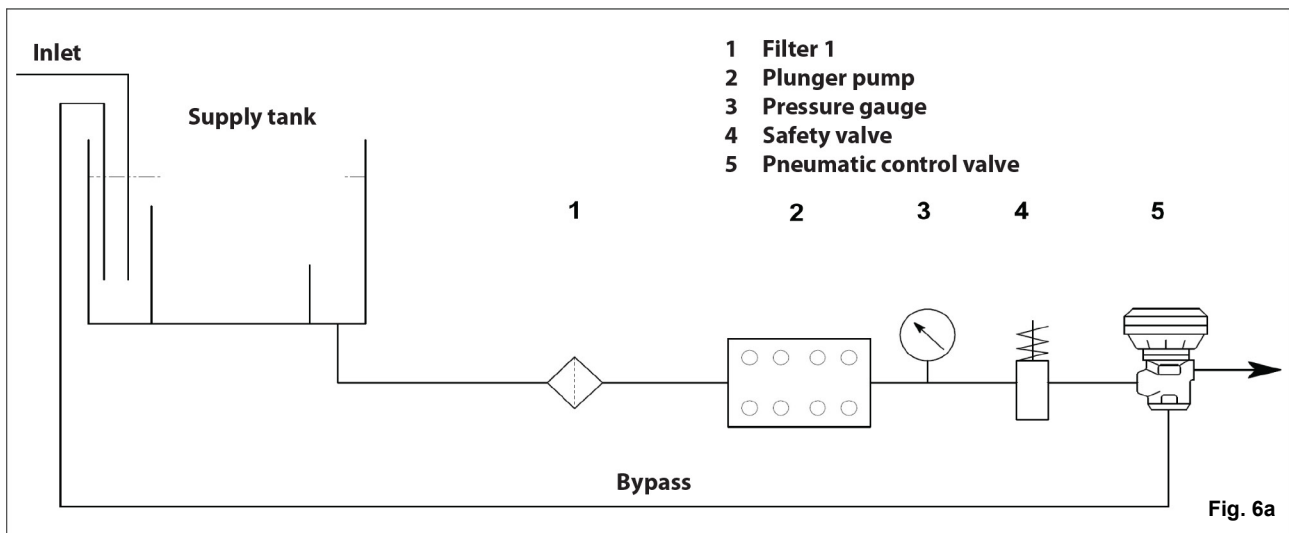 Inlet
Supply tank
1 Filter 1
2 Plunger pump
3 Pressure gauge
4 Safety valve
5 Pneumatic control valve
1 2 3 4 5
Bypass
Fig. 6a